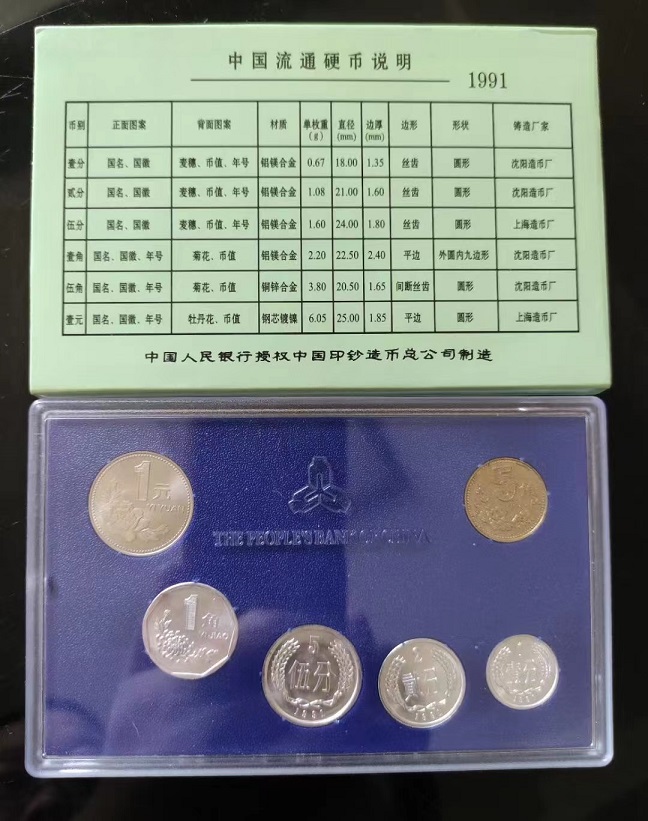 中国流通硬币说明
1991
币别 正面图案 背面图案 材质 单枚重(g) 直径(mm) 边厚(mm) 边形 形状 铸造厂家
壹分 国名、国徽 麦穗、币值、年号 铝镁合金 0.67 18.00 1.35 丝齿 圆形 沈阳造币厂
贰分 国名、国徽 麦穗、币值、年号 铝镁合金 1.08 21.00 1.60 丝齿 圆形 沈阳造币厂
伍分 国名、国徽 麦穗、币值、年号 铝镁合金 1.60 24.00 1.80 丝齿 圆形 上海造币厂
壹角 国名、国徽、年号 菊花、币值 铝镁合金 2.20 22.50 2.40 平边 外圆内九边形 沈阳造币厂
伍角 国名、国徽、年号 菊花、币值 铜锌合金 3.80 20.50 1.65 间断丝齿 圆形 沈阳造币厂
壹元 国名、国徽、年号 牡丹花、币值 钢芯镀镍 6.05 25.00 1.85 平边 圆形 上海造币厂
中国人民银行授权中国印鈔造币总公司制造
1元
YI YUAN
5
THE PEOPLE'S BANK OF CHINA
1角
YI JIAO
5
伍分
1991
2
贰分
1
壹分